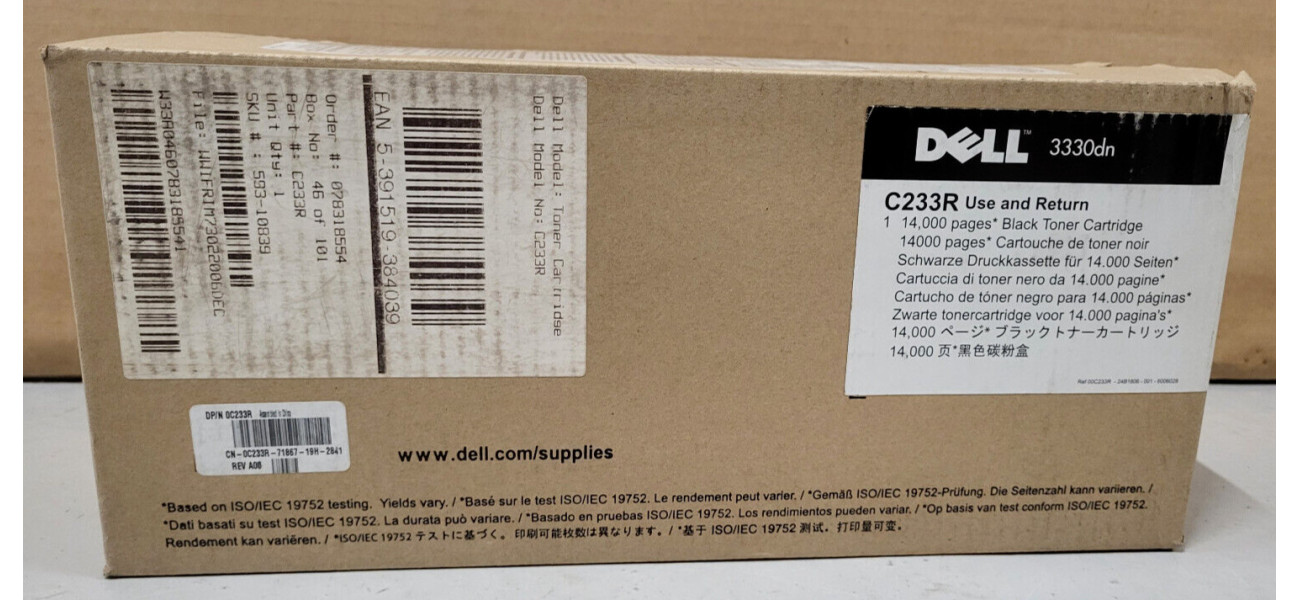 Dell Model: Toner Cartridge
Dell Model No: C233R
EAN 5-391519-384039
Order #: 078318554
Box No: 46 of 101
Part #: C233R
Unit Qty: 1
SKU # : 593-10839
File: WWIFRIM73022006DEC
W33A0460783185541
DELL™ 3330dn
C233R Use and Return
1 14,000 pages* Black Toner Cartridge
14000 pages* Cartouche de toner noir
Schwarze Druckkassette für 14.000 Seiten*
Cartuccia di toner nero da 14.000 pagine*
Cartucho de tóner negro para 14.000 páginas*
Zwarte tonercartridge voor 14.000 pagina's*
14,000 ページ* ブラックトナーカートリッジ
14,000 页*黑色碳粉盒
DP/N 0C233R
CN-0C233R-71867-19H-2841
REV A06
www.dell.com/supplies
*Based on ISO/IEC 19752 testing. Yields vary. / *Basé sur le test ISO/IEC 19752. Le rendement peut varier. / *Gemäß ISO/IEC 19752-Prüfung. Die Seitenzahl kann variieren. /
*Dati basati su test ISO/IEC 19752. La durata può variare. / *Basado en pruebas ISO/IEC 19752. Los rendimientos pueden variar. / *Op basis van test conform ISO/IEC 19752.
Rendement kan variëren. / *ISO/IEC 19752 テストに基づく。印刷可能枚数は異なります。/ *基于 ISO/IEC 19752 测试。打印量可变。